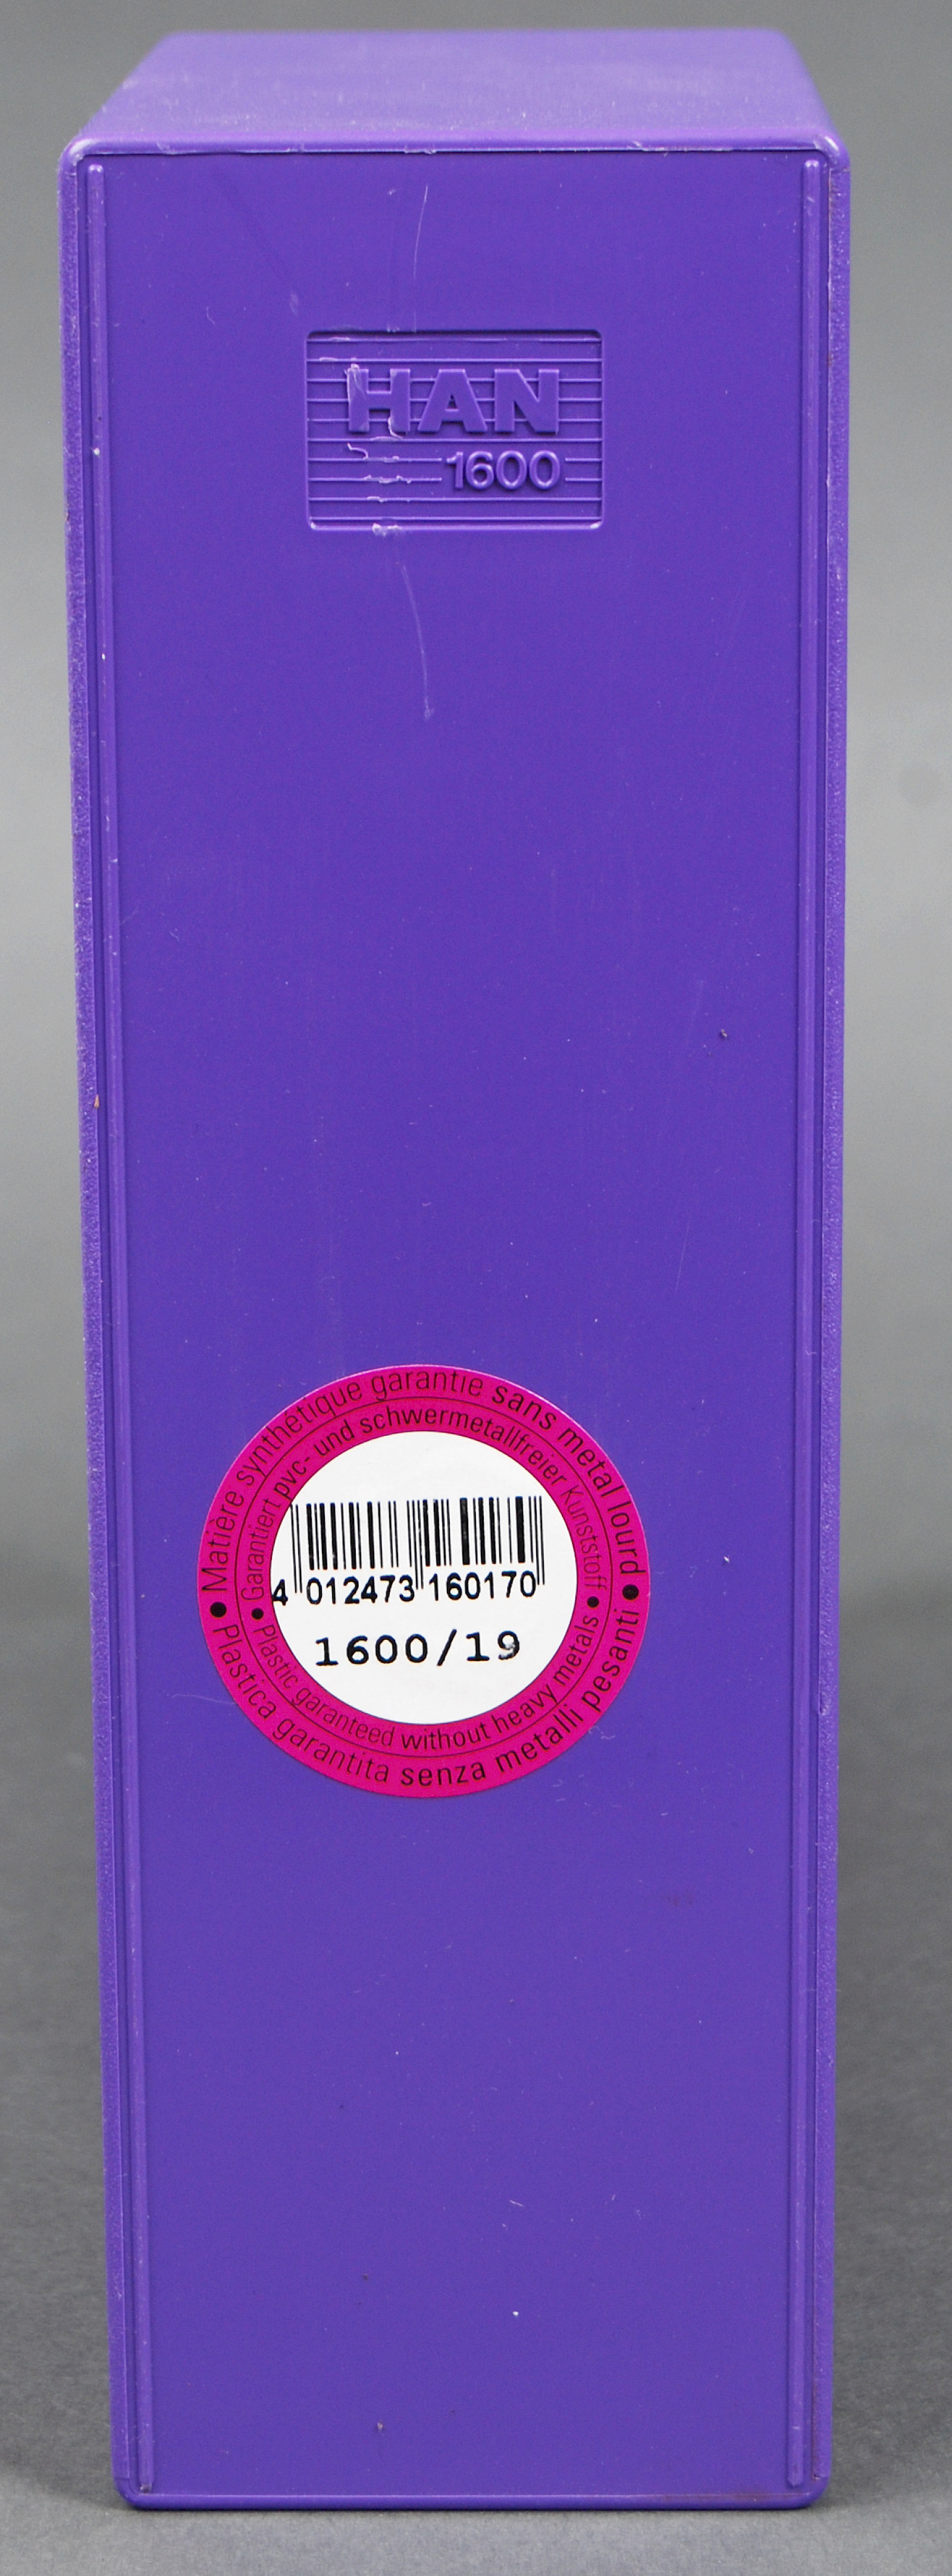 HAN
1600
Matière synthétique garantie sans metal lourd •
Garantiert pvc- und schwermetallfreier Kunststoff •
4 012473 160170
1600/19
• Plastic garanteed without heavy metals
• Plastica garantita senza metalli pesanti